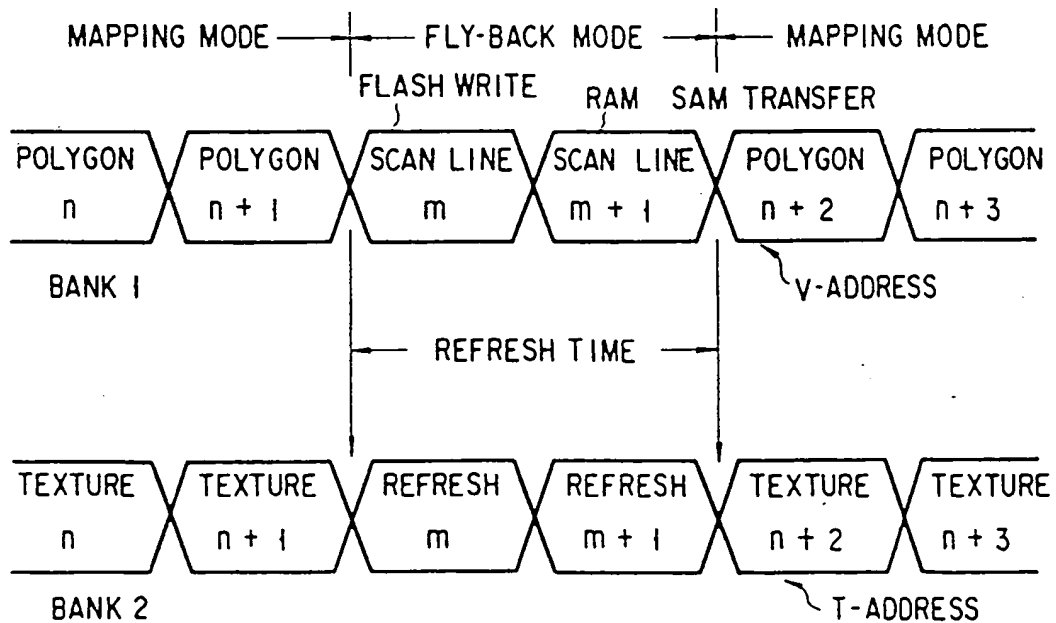 MAPPING MODE FLY-BACK MODE MAPPING MODE
FLASH WRITE RAM SAM TRANSFER
POLYGON POLYGON SCAN LINE SCAN LINE POLYGON POLYGON
n n + 1 m m + 1 n + 2 n + 3
BANK 1 V-ADDRESS
REFRESH TIME
TEXTURE TEXTURE REFRESH REFRESH TEXTURE TEXTURE
n n + 1 m m + 1 n + 2 n + 3
BANK 2 T-ADDRESS